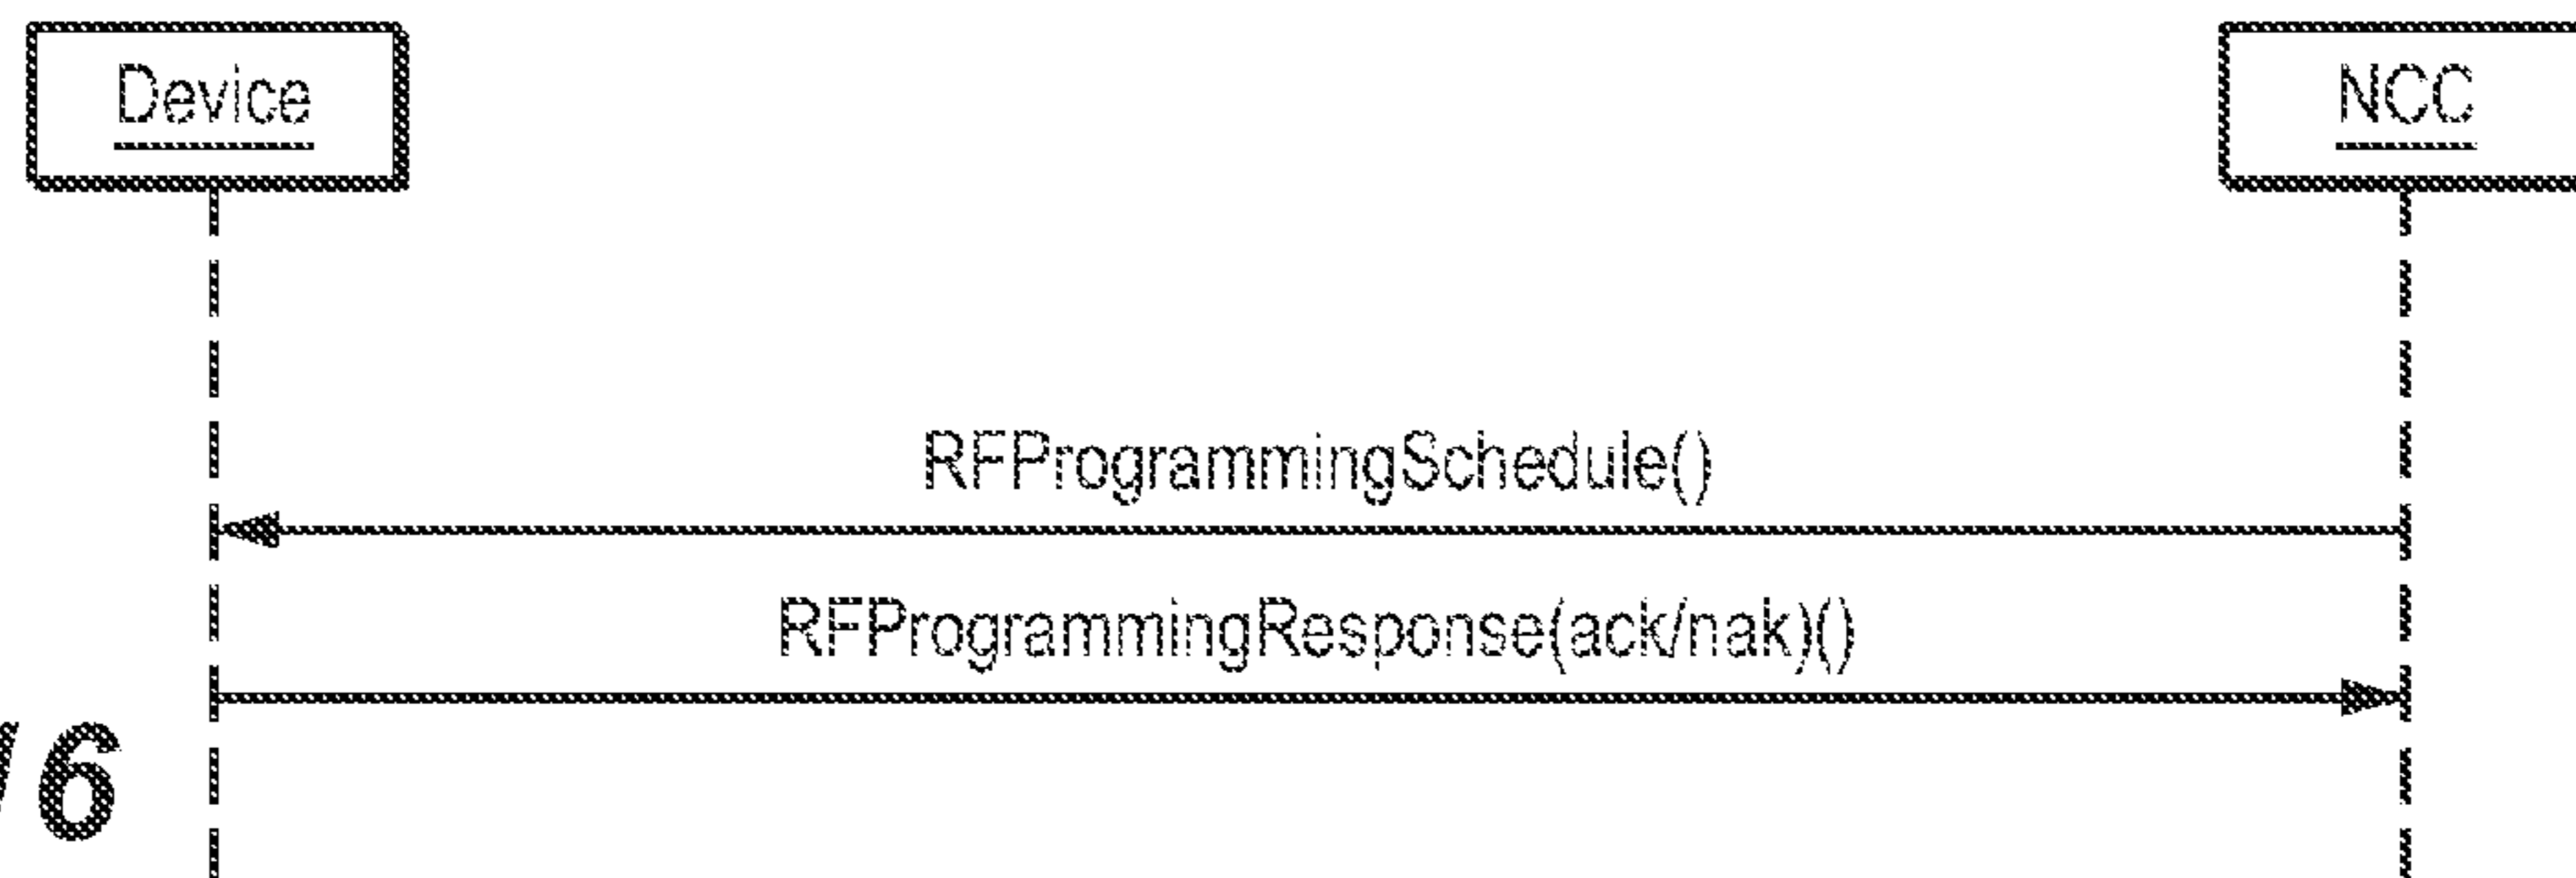 Device
NCC
RFProgrammingSchedule()
RFProgrammingResponse(ack/nak)()
6